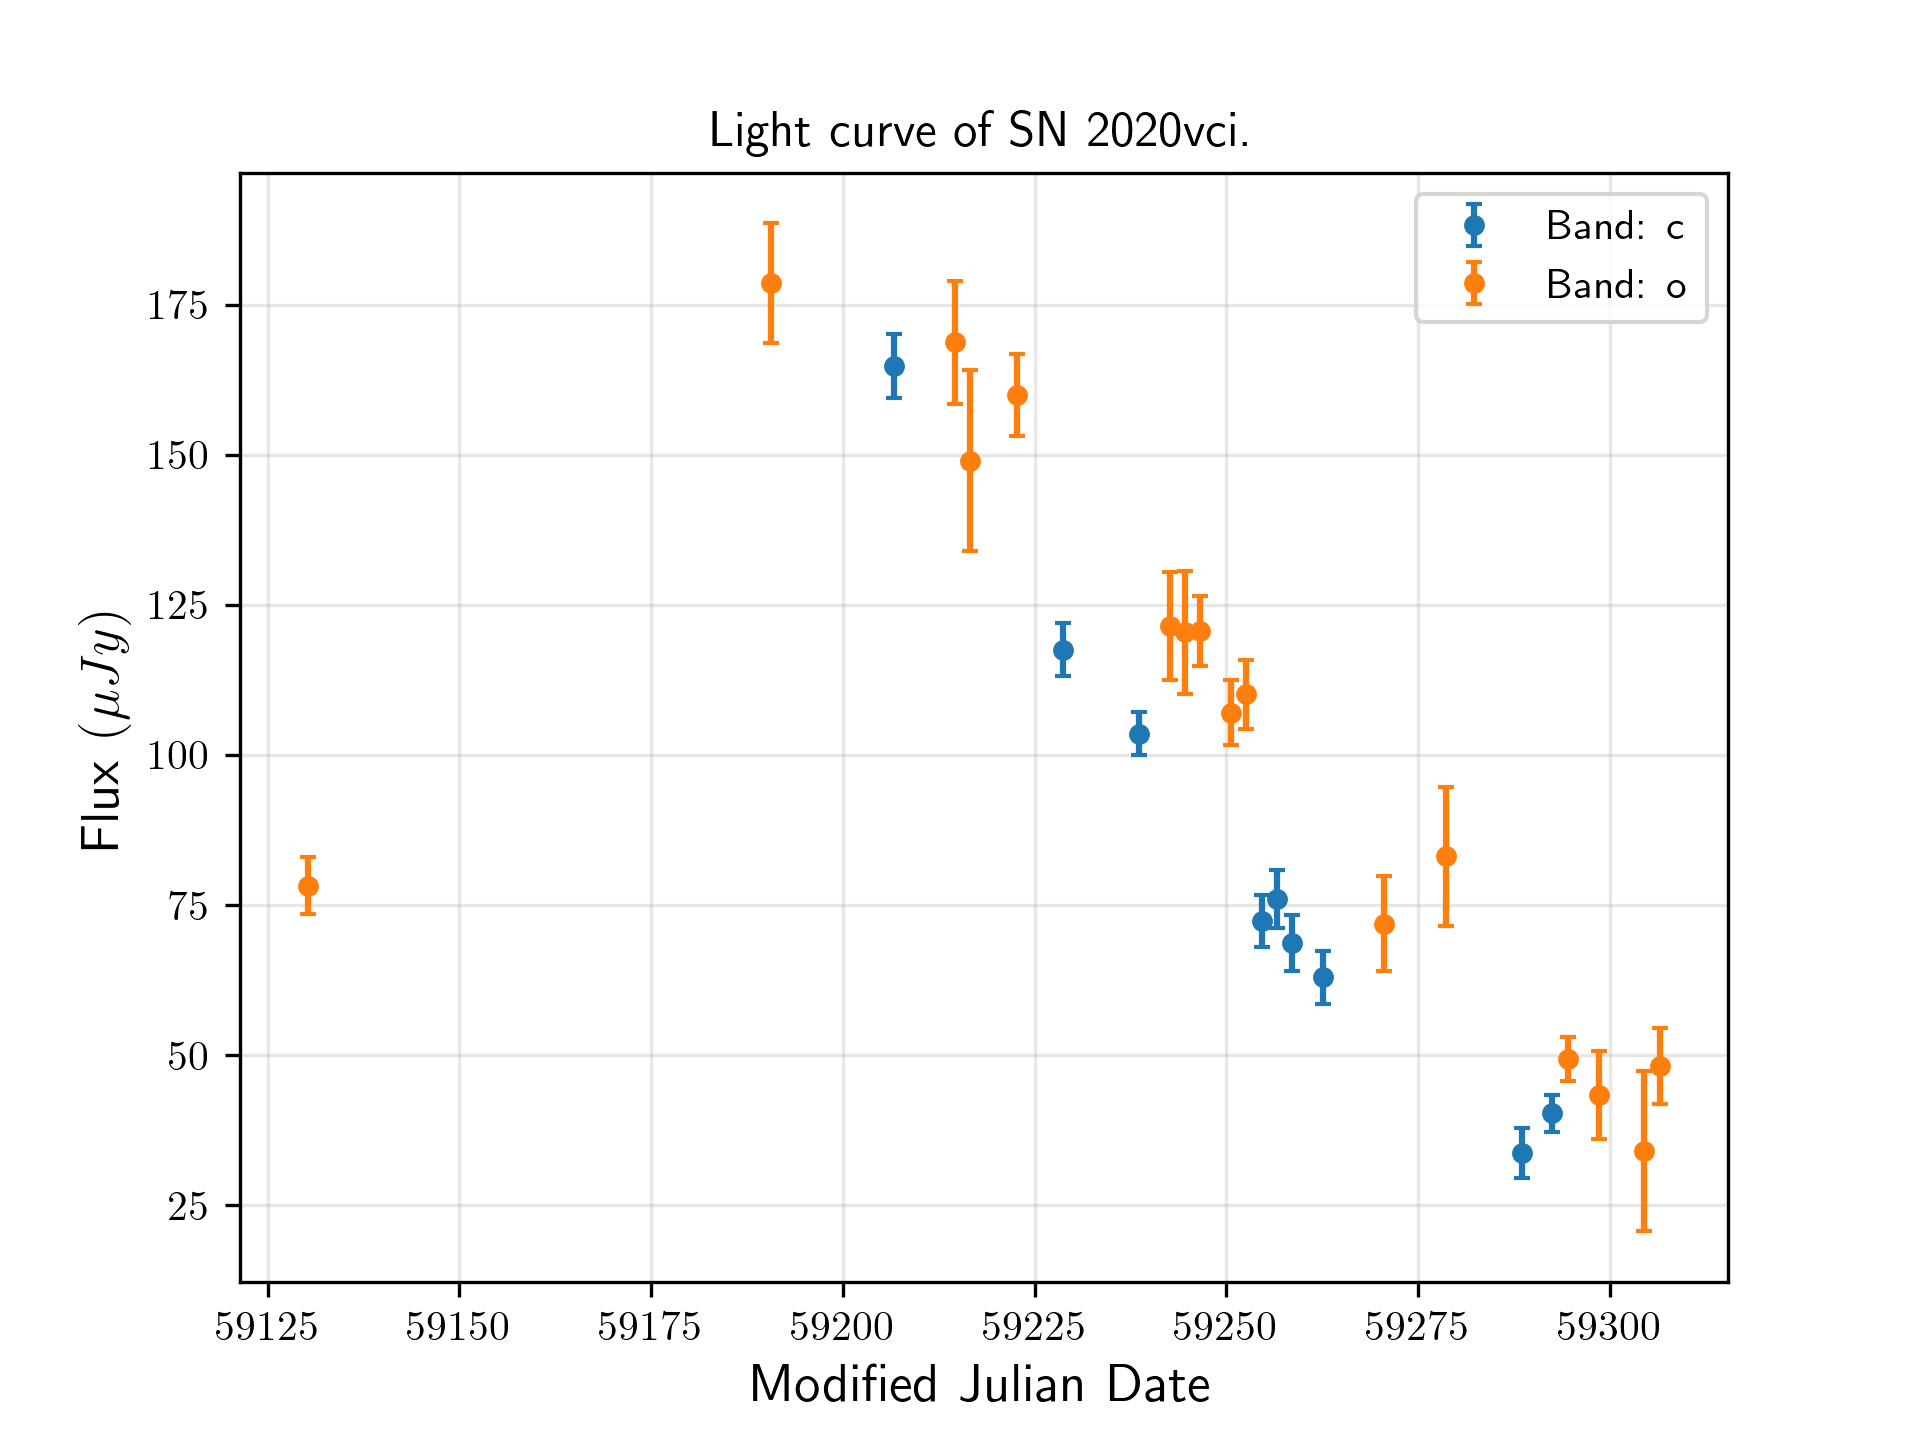 Light curve of SN 2020vci.
Band: c
Band: o
175
150
125
100
75
50
25
Flux (μJy)
59125 59150 59175 59200 59225 59250 59275 59300
Modified Julian Date